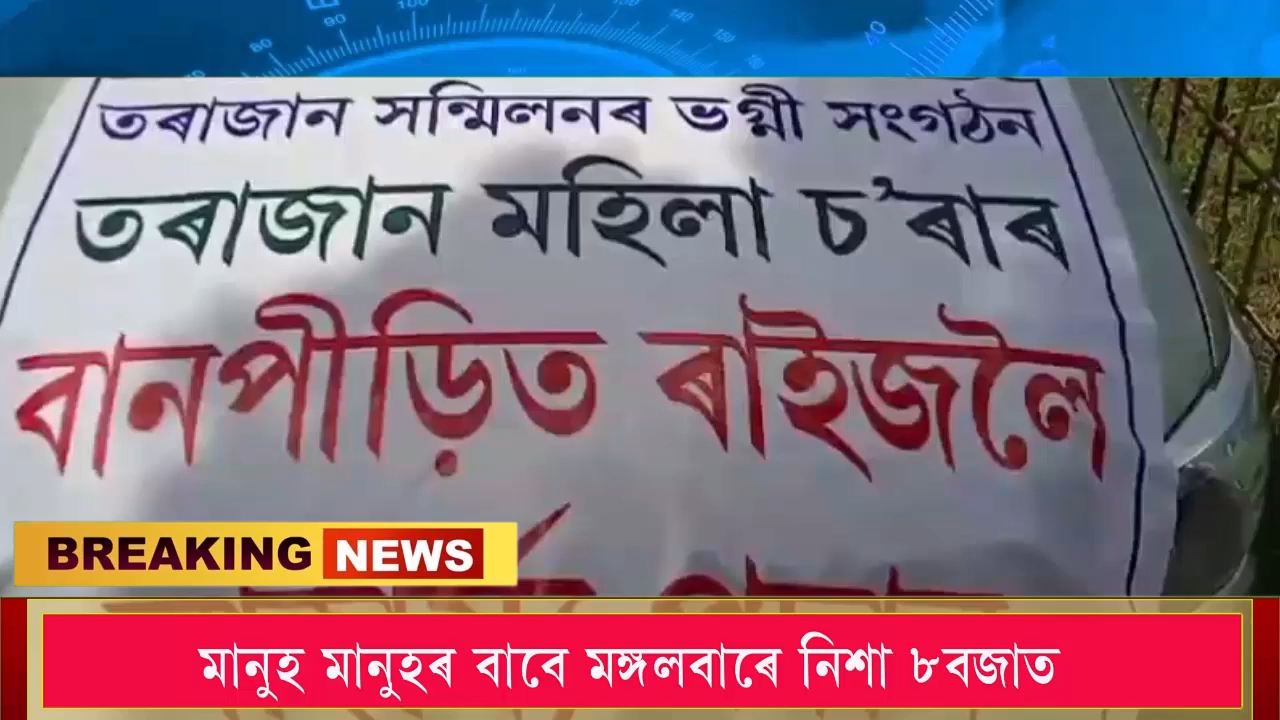 তৰাজান সন্মিলনৰ ভগ্নী সংগঠন
তৰাজান মহিলা চ'ৰাৰ
বানপীড়িত ৰাইজলৈ
BREAKING NEWS
মানুহ মানুহৰ বাবে মঙ্গলবাৰে নিশা ৮বজাত